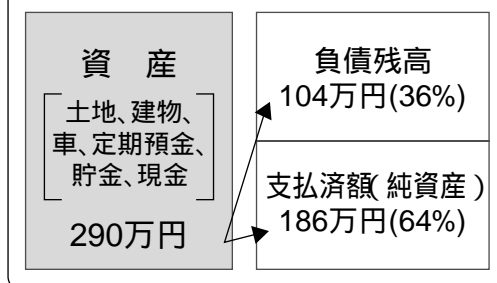 資 産
土地、建物、
車、定期預金、
貯金、現金
290万円
負債残高
104万円(36%)
支払済額(純資産)
186万円(64%)